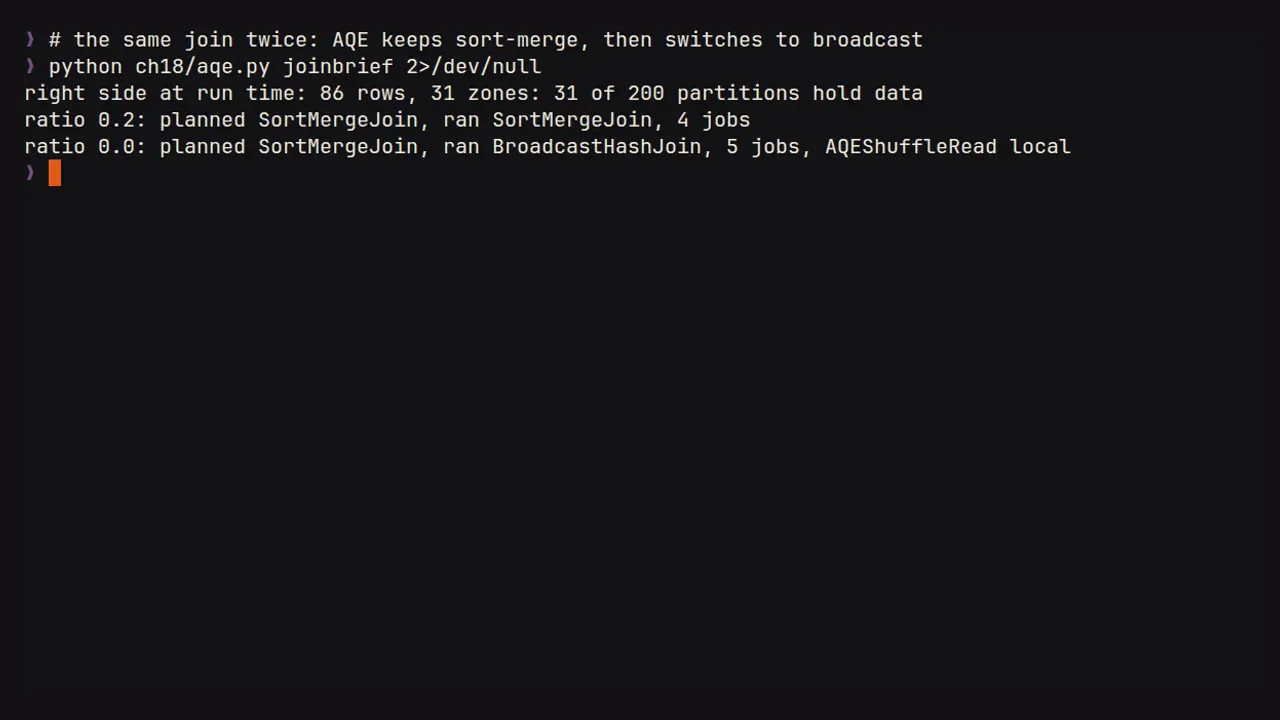 ❯ # the same join twice: AQE keeps sort-merge, then switches to broadcast
❯ python ch18/aqe.py joinbrief 2>/dev/null
right side at run time: 86 rows, 31 zones: 31 of 200 partitions hold data
ratio 0.2: planned SortMergeJoin, ran SortMergeJoin, 4 jobs
ratio 0.0: planned SortMergeJoin, ran BroadcastHashJoin, 5 jobs, AQEShuffleRead local
❯